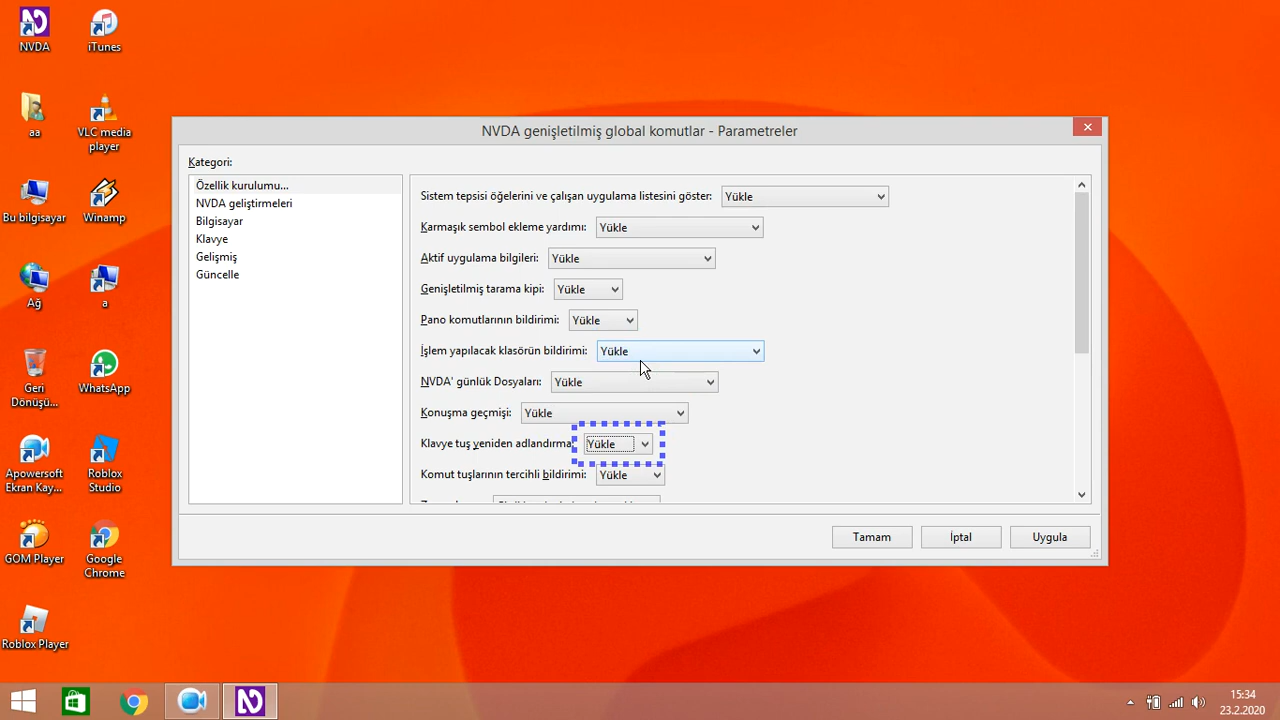 NVDA
iTunes
aa
VLC media
player
Bu bilgisayar
Winamp
Ağ
a
Geri
Dönüşü...
WhatsApp
Apowersoft
Ekran Kay...
Roblox
Studio
GOM Player
Google
Chrome
Roblox Player
NVDA genişletilmiş global komutlar - Parametreler
Kategori:
Özellik kurulumu...
NVDA geliştirmeleri
Bilgisayar
Klavye
Gelişmiş
Güncelle
Sistem tepsisi öğelerini ve çalışan uygulama listesini göster: Yükle
Karmaşık sembol ekleme yardımı: Yükle
Aktif uygulama bilgileri: Yükle
Genişletilmiş tarama kipi: Yükle
Pano komutlarının bildirimi: Yükle
İşlem yapılacak klasörün bildirimi: Yükle
NVDA' günlük Dosyaları: Yükle
Konuşma geçmişi: Yükle
Klavye tuş yeniden adlandırma: Yükle
Komut tuşlarının tercihli bildirimi: Yükle
Tamam
İptal
Uygula
15:34
23.2.2020